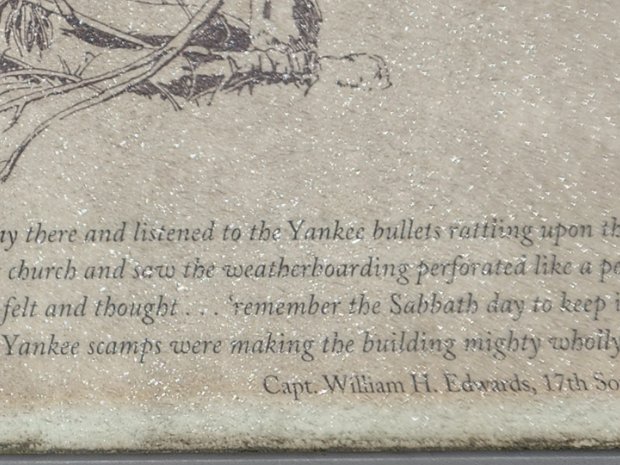 ay there and listened to the Yankee bullets rattling upon th
church and saw the weatherboarding perforated like a pe
felt and thought . . . 'remember the Sabbath day to keep i
Yankee scamps were making the building mighty wholly
Capt. William H. Edwards, 17th So